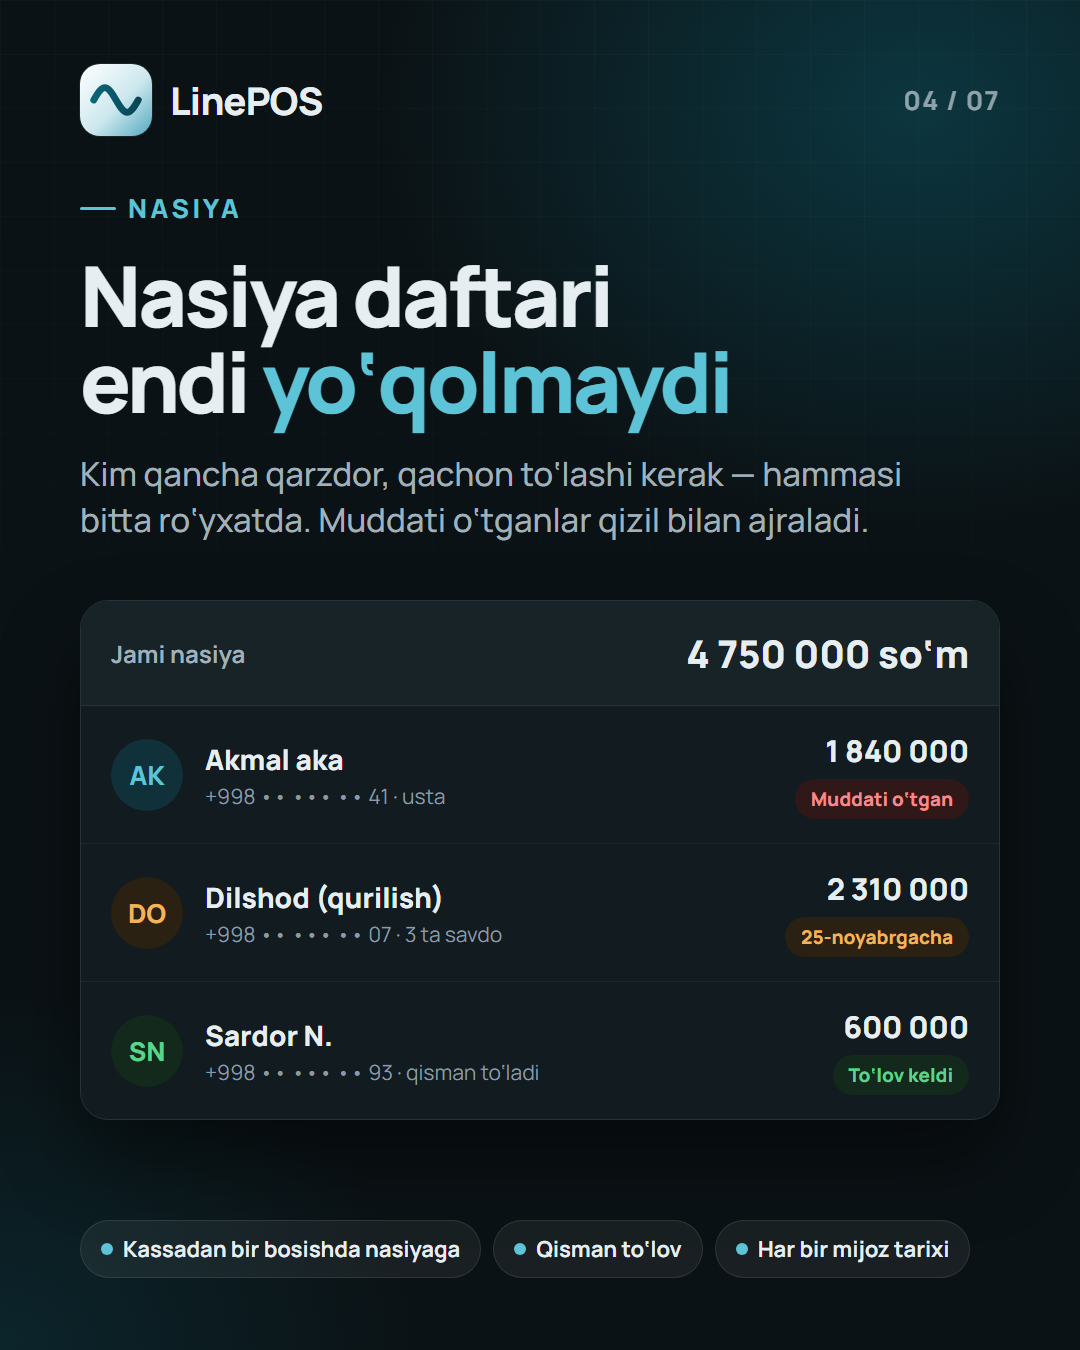 LinePOS
04 / 07
— NASIYA
Nasiya daftari
endi yo‘qolmaydi
Kim qancha qarzdor, qachon to‘lashi kerak — hammasi
bitta ro‘yxatda. Muddati o‘tganlar qizil bilan ajraladi.
Jami nasiya
4 750 000 so‘m
AK
Akmal aka
+998 •• ••• •• 41 · usta
1 840 000
Muddati o‘tgan
DO
Dilshod (qurilish)
+998 •• ••• •• 07 · 3 ta savdo
2 310 000
25-noyabrgacha
SN
Sardor N.
+998 •• ••• •• 93 · qisman to‘ladi
600 000
To‘lov keldi
Kassadan bir bosishda nasiyaga
Qisman to‘lov
Har bir mijoz tarixi